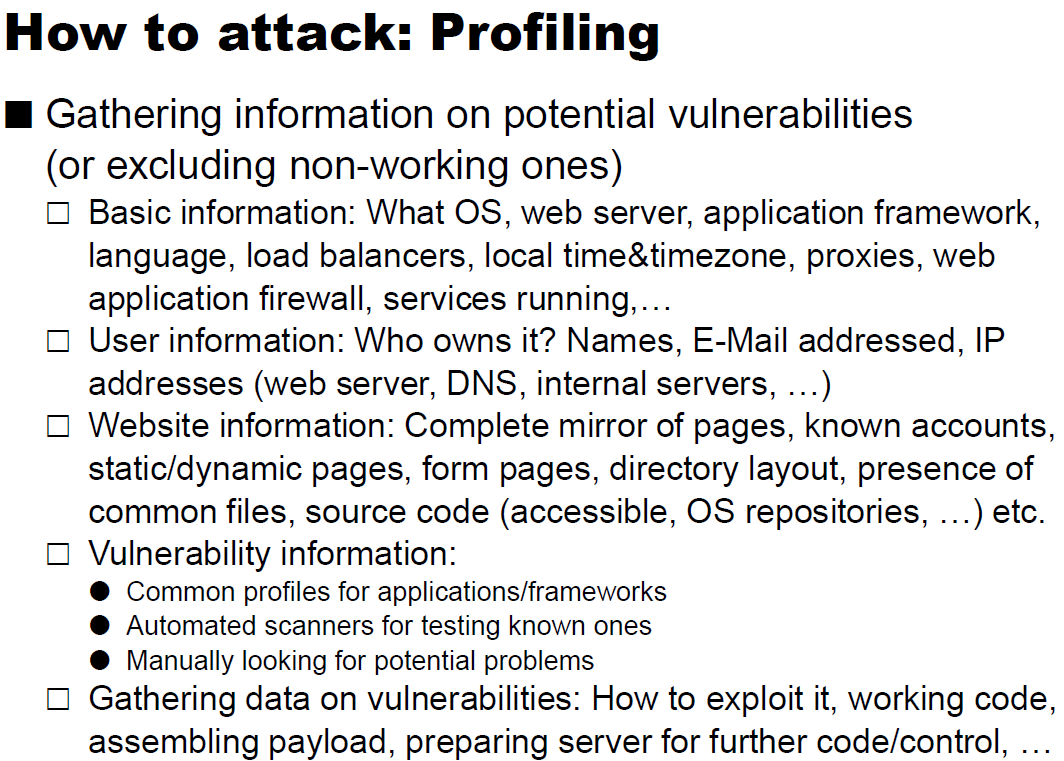 How to attack: Profiling
■ Gathering information on potential vulnerabilities
(or excluding non-working ones)
□ Basic information: What OS, web server, application framework,
language, load balancers, local time&timezone, proxies, web
application firewall, services running,…
□ User information: Who owns it? Names, E-Mail addressed, IP
addresses (web server, DNS, internal servers, …)
□ Website information: Complete mirror of pages, known accounts,
static/dynamic pages, form pages, directory layout, presence of
common files, source code (accessible, OS repositories, …) etc.
□ Vulnerability information:
● Common profiles for applications/frameworks
● Automated scanners for testing known ones
● Manually looking for potential problems
□ Gathering data on vulnerabilities: How to exploit it, working code,
assembling payload, preparing server for further code/control, …